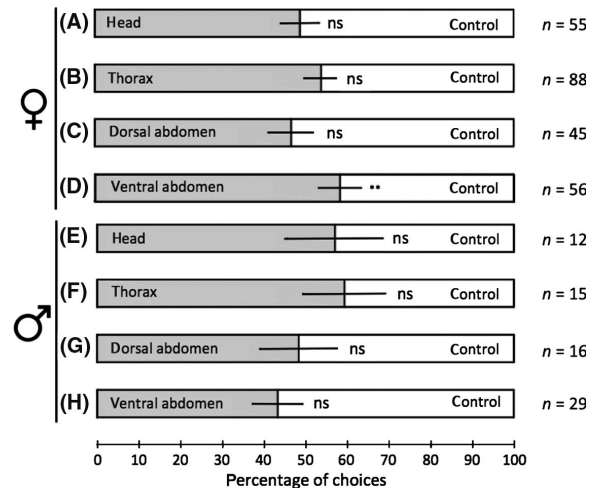 (A) Head ns Control n = 55
(B) Thorax ns Control n = 88
(C) Dorsal abdomen ns Control n = 45
(D) Ventral abdomen •• Control n = 56
(E) Head ns Control n = 12
(F) Thorax ns Control n = 15
(G) Dorsal abdomen ns Control n = 16
(H) Ventral abdomen ns Control n = 29
0 10 20 30 40 50 60 70 80 90 100
Percentage of choices